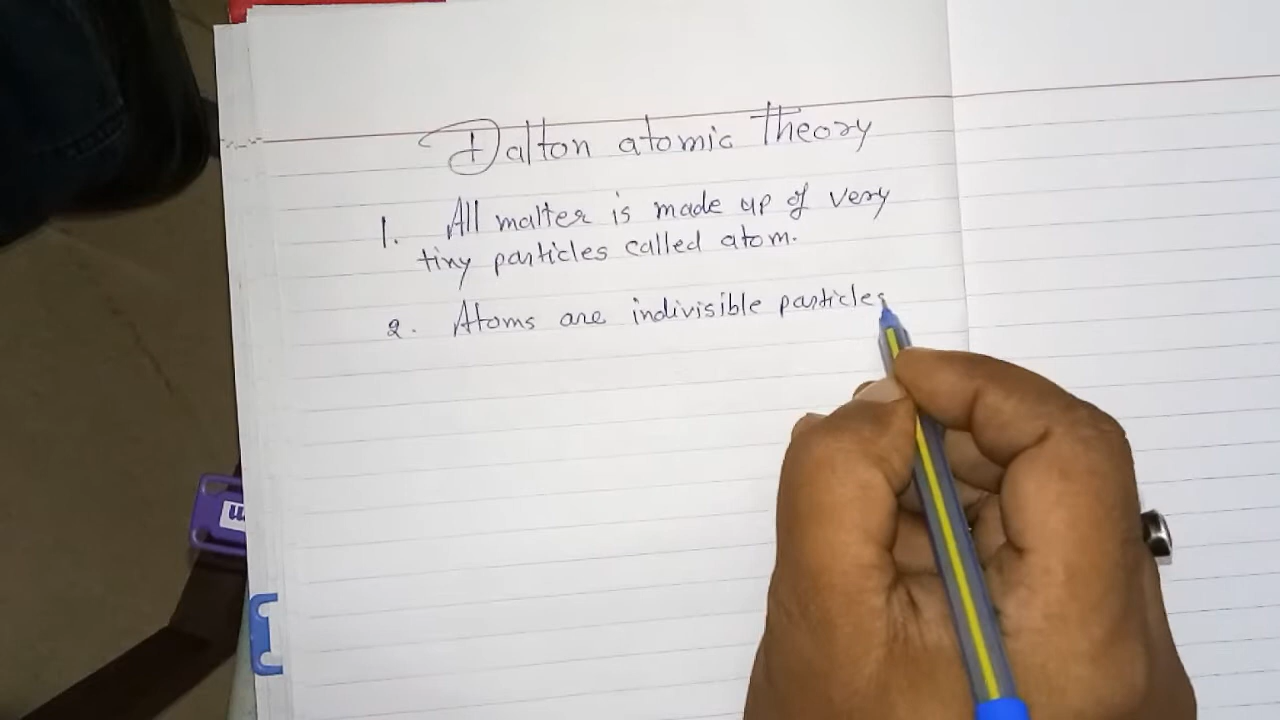 Dalton atomic Theory
1. All matter is made up of very
tiny particles called atom.
2. Atoms are indivisible particles